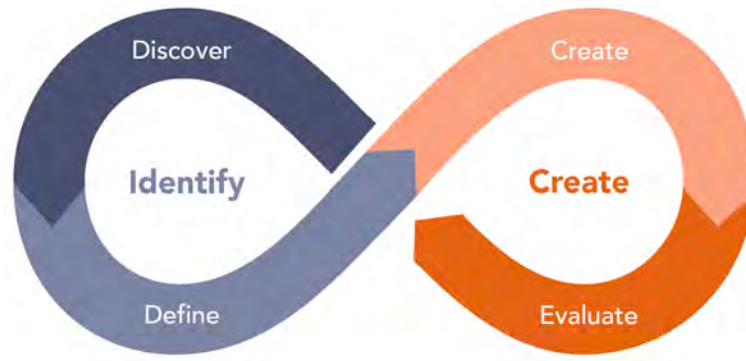 Discover
Create
Identify
Create
Define
Evaluate